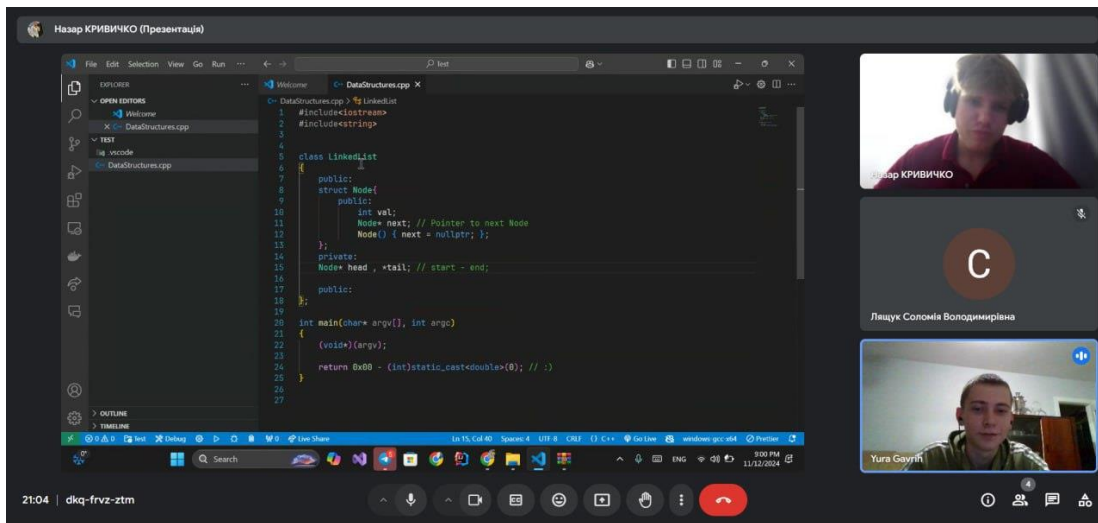 Назар КРИВИЧКО (Презентація)
File Edit Selection View Go Run ··· test
EXPLORER ···
OPEN EDITORS
Welcome
DataStructures.cpp
TEST
.vscode
DataStructures.cpp
OUTLINE
TIMELINE
Welcome DataStructures.cpp
DataStructures.cpp > LinkedList
1 #include<iostream>
2 #include<string>
3
4
5 class LinkedList
6 {
7 public:
8 struct Node{
9 public:
10 int val;
11 Node* next; // Pointer to next Node
12 Node() { next = nullptr; };
13 };
14 private:
15 Node* head , *tail; // start - end;
16
17 public:
18 };
19
20 int main(char* argv[], int argc)
21 {
22 (void*)(argv);
23
24 return 0x00 - (int)static_cast<double>(0); // :)
25 }
26
27
0 0 Test Debug 0 Live Share Ln 15, Col 40 Spaces: 4 UTF-8 CRLF {} C++ Go Live windows-gcc-x64 Prettier
0°
Search
ENG
9:00 PM
11/12/2024
Назар КРИВИЧКО
C
Лящук Соломія Володимирівна
Yura Gavrih
21:04 | dkq-frvz-ztm
4